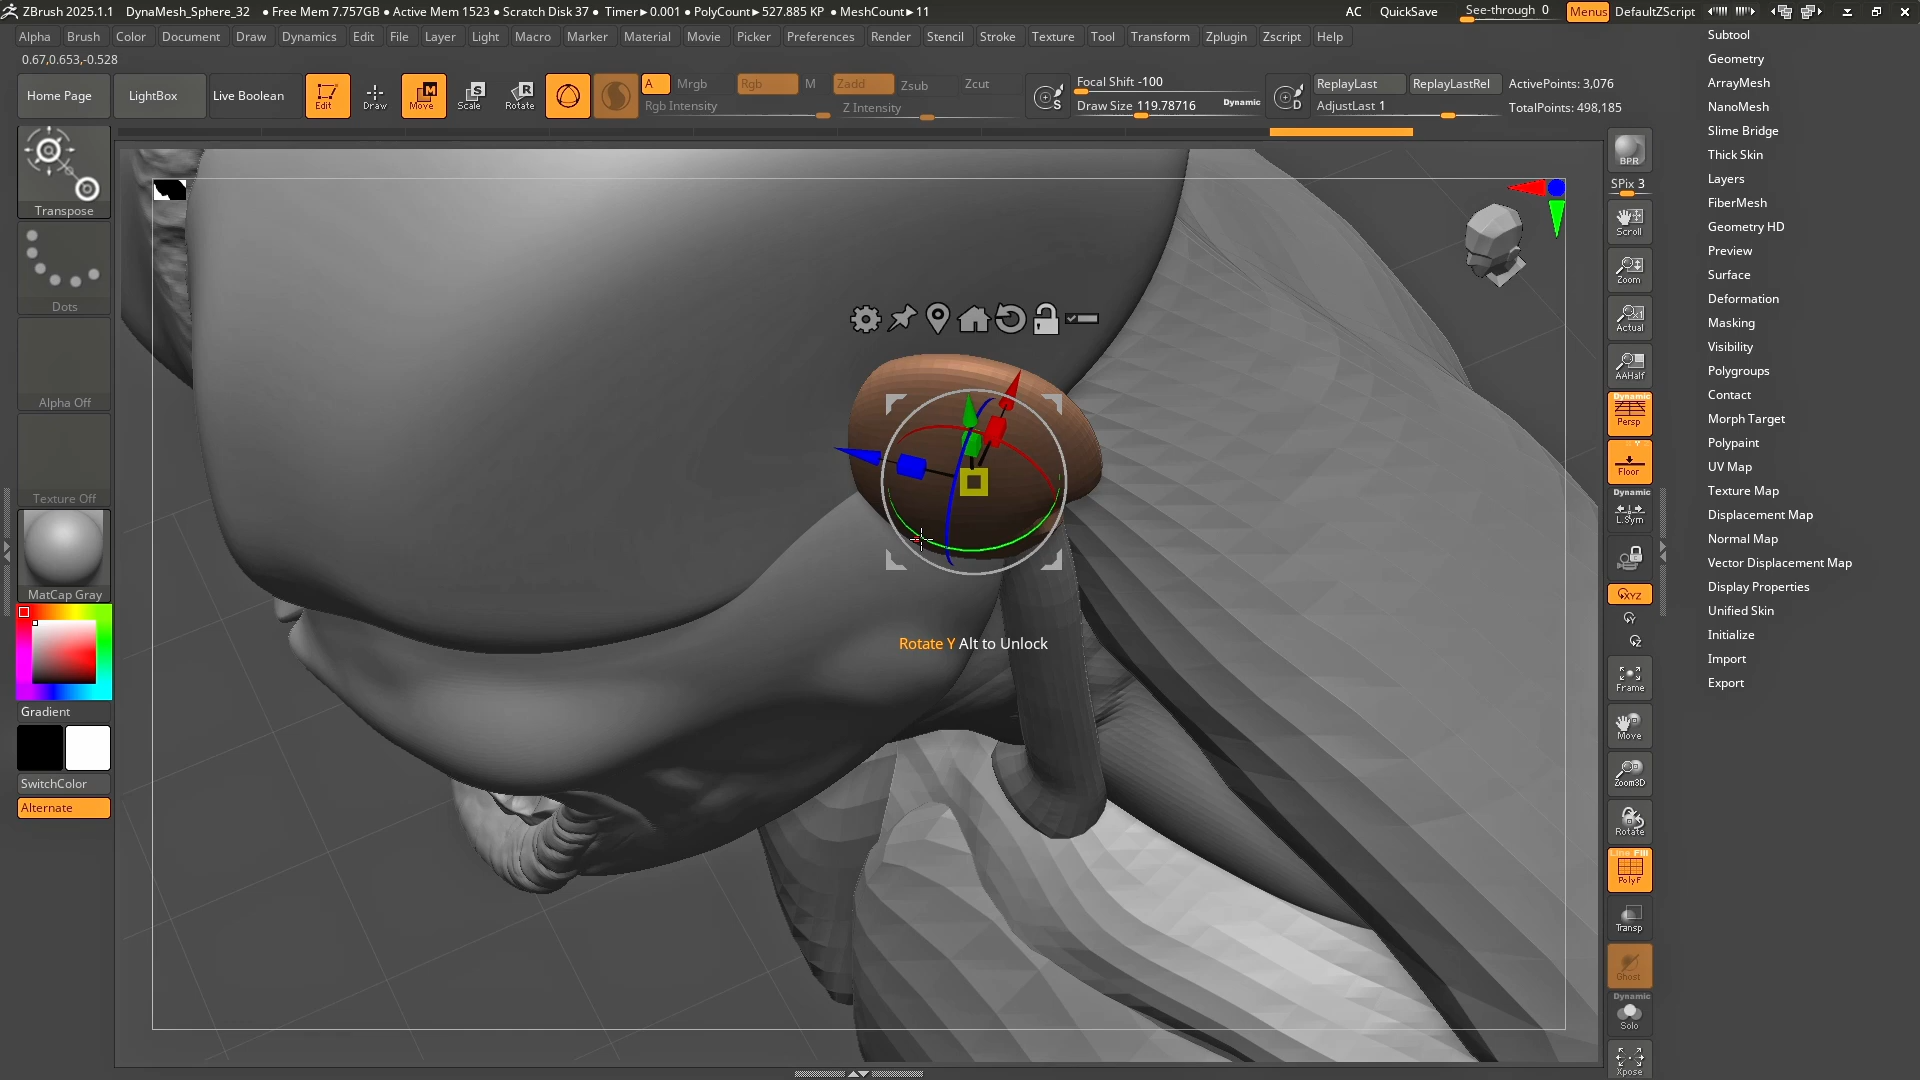 ZBrush 2025.1.1 DynaMesh_Sphere_32 ● Free Mem 7.757GB ● Active Mem 1523 ● Scratch Disk 37 ● Timer▶0.001 ● PolyCount▶527.885 KP ● MeshCount▶11 AC QuickSave See-through 0 Menus DefaultZScript
Alpha Brush Color Document Draw Dynamics Edit File Layer Light Macro Marker Material Movie Picker Preferences Render Stencil Stroke Texture Tool Transform Zplugin Zscript Help
0.67,0.653,-0.528
Home Page LightBox Live Boolean Edit Draw Move Scale Rotate
A Mrgb Rgb M Zadd Zsub Zcut
Rgb Intensity Z Intensity
S Focal Shift -100
Draw Size 119.78716 Dynamic
D ReplayLast ReplayLastRel
AdjustLast 1
ActivePoints: 3,076
TotalPoints: 498,185
Transpose
Dots
Alpha Off
Texture Off
MatCap Gray
Gradient
SwitchColor
Alternate
Rotate Y Alt to Unlock
BPR
SPix 3
Scroll
Zoom
Actual
AAHalf
Dynamic
Persp
Floor
Dynamic
L.Sym
XYZ
Y
Z
Frame
Move
Zoom3D
Rotate
Line Fill
PolyF
Transp
Ghost
Dynamic
Solo
Xpose
Subtool
Geometry
ArrayMesh
NanoMesh
Slime Bridge
Thick Skin
Layers
FiberMesh
Geometry HD
Preview
Surface
Deformation
Masking
Visibility
Polygroups
Contact
Morph Target
Polypaint
UV Map
Texture Map
Displacement Map
Normal Map
Vector Displacement Map
Display Properties
Unified Skin
Initialize
Import
Export